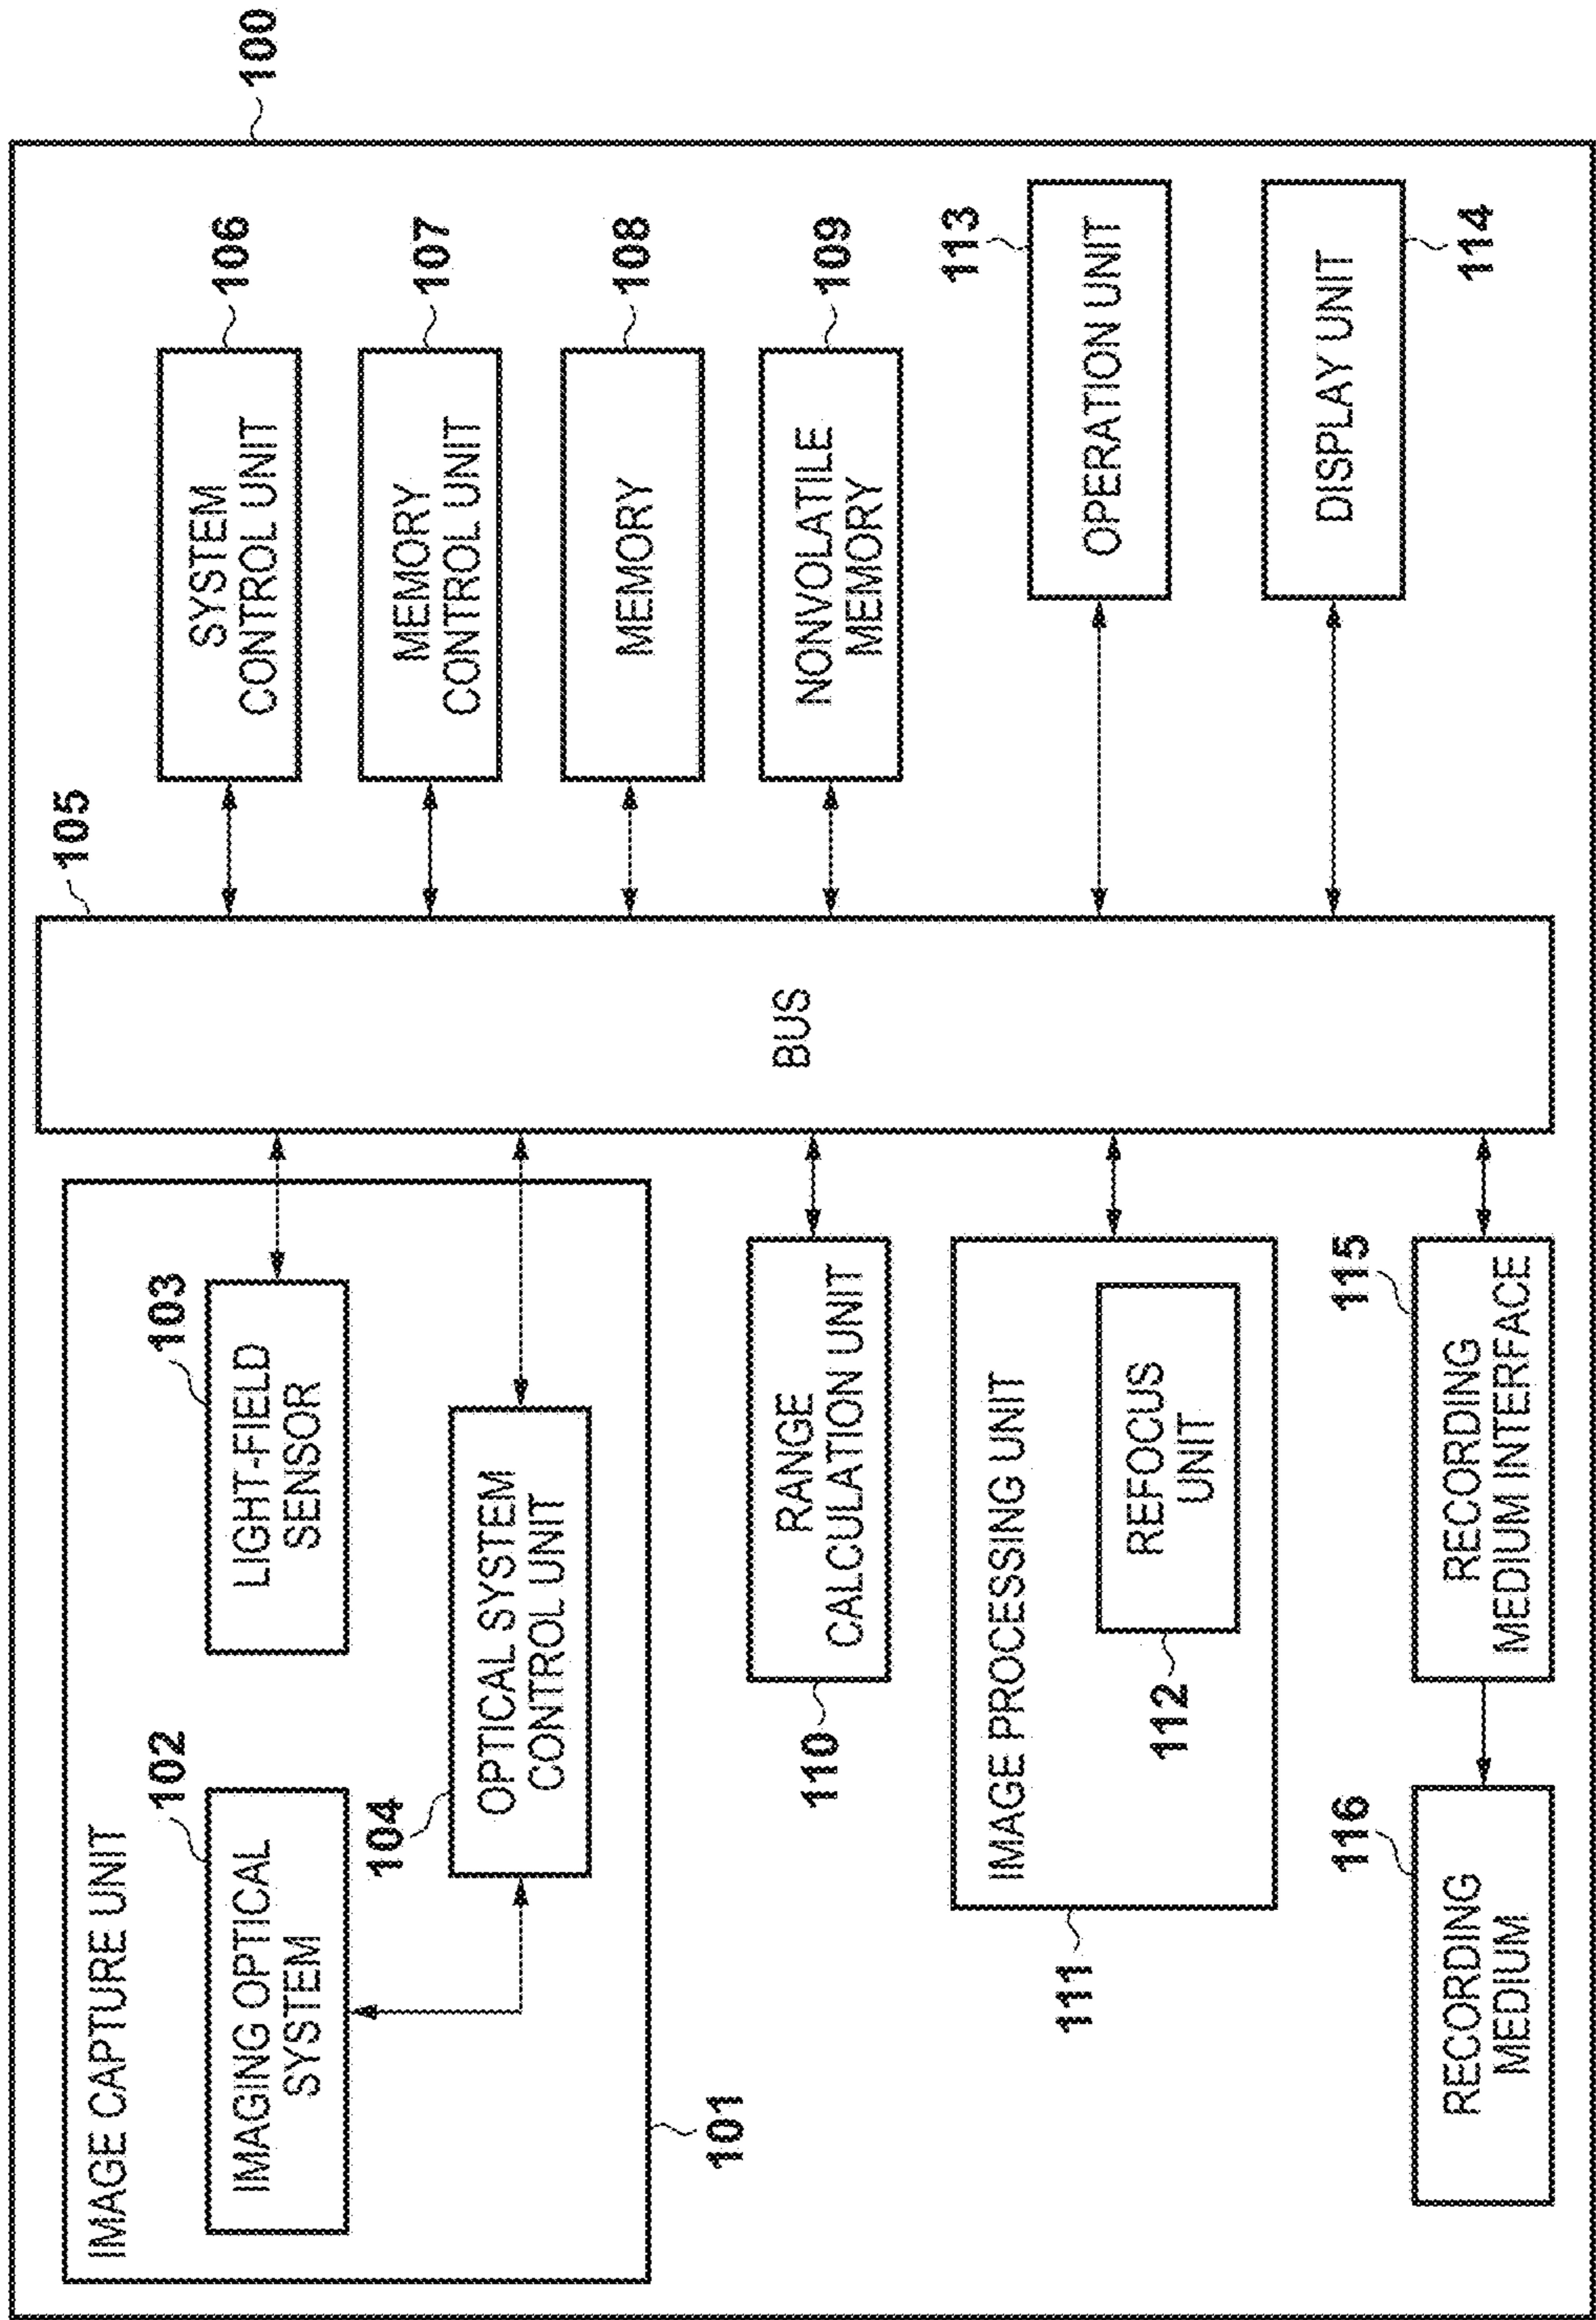 100
IMAGE CAPTURE UNIT
102
IMAGING OPTICAL
SYSTEM
103
LIGHT-FIELD
SENSOR
104
OPTICAL SYSTEM
CONTROL UNIT
101
105
BUS
106
SYSTEM
CONTROL UNIT
107
MEMORY
CONTROL UNIT
108
MEMORY
109
NONVOLATILE
MEMORY
110
RANGE
CALCULATION UNIT
111
IMAGE PROCESSING UNIT
112
REFOCUS
UNIT
113
OPERATION UNIT
114
DISPLAY UNIT
115
RECORDING
MEDIUM INTERFACE
116
RECORDING
MEDIUM